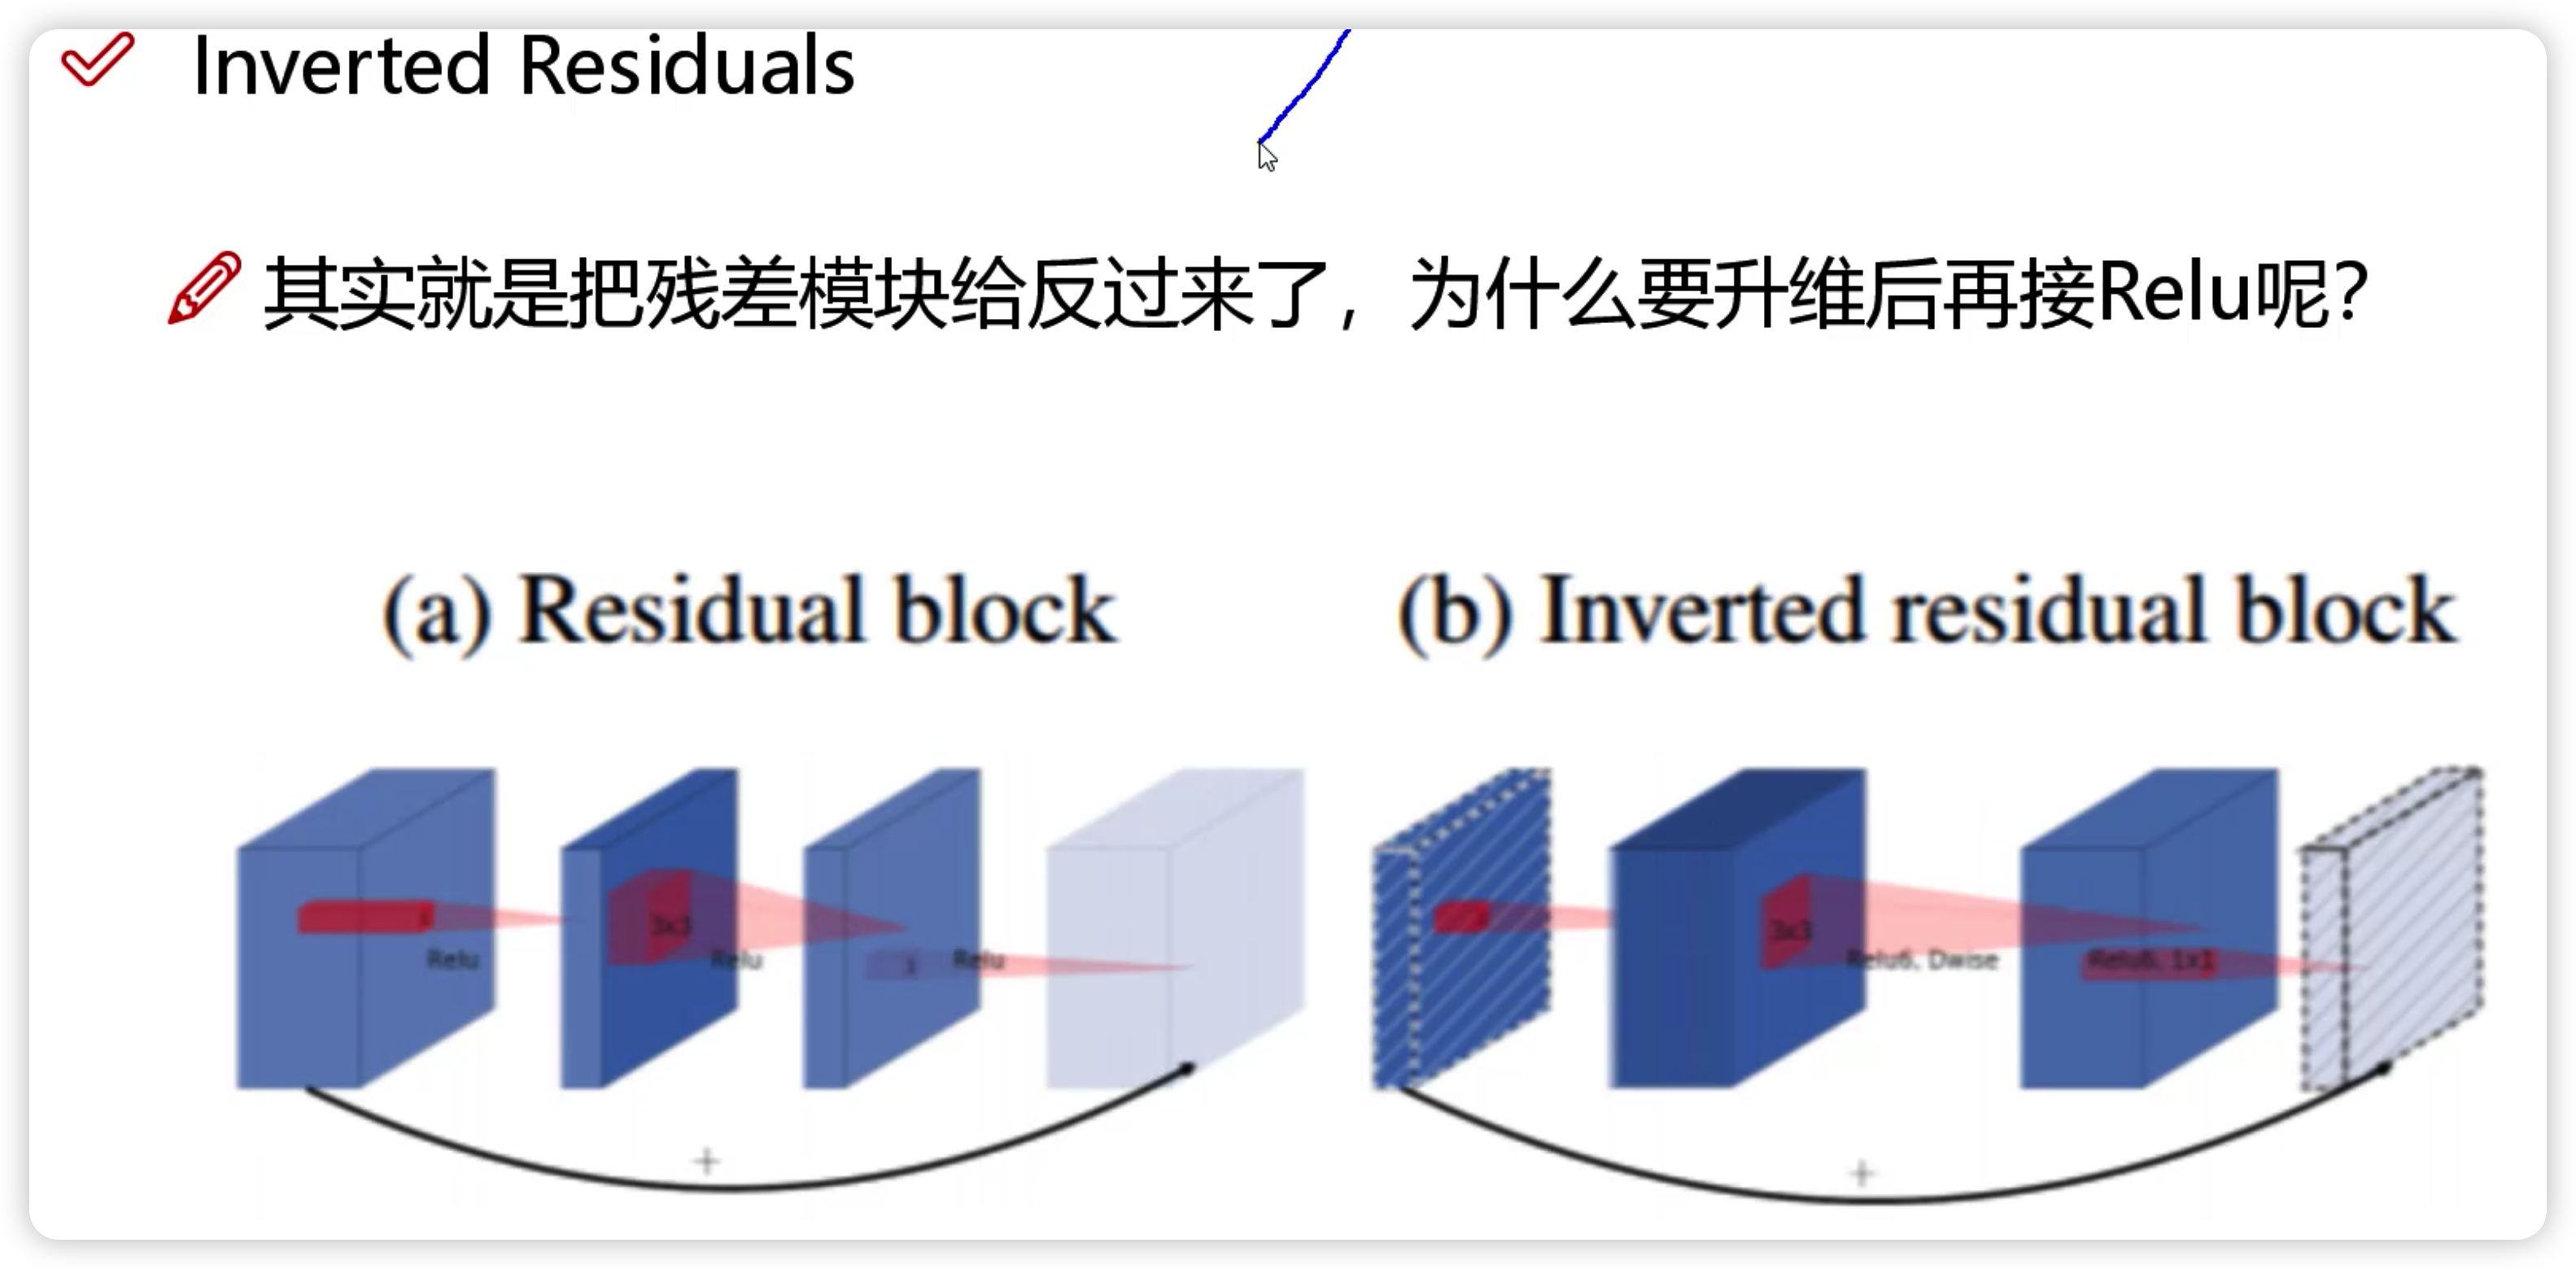 Inverted Residuals
其实就是把残差模块给反过来了，为什么要升维后再接Relu呢？
(a) Residual block
(b) Inverted residual block
3x3
Relu
Relu
1
Relu
3x3
Relu6, Dwise
Relu6, 1x1
+
+